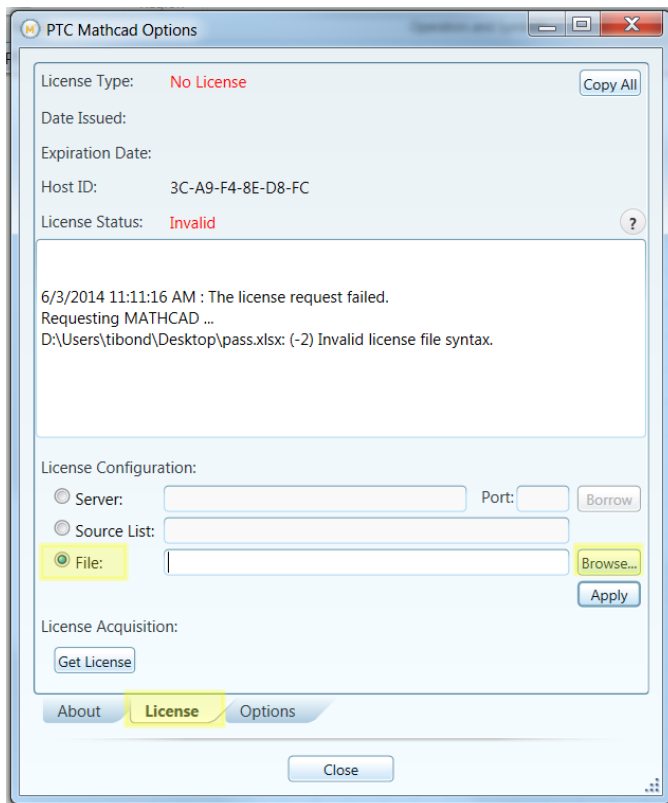 PTC Mathcad Options
License Type: No License Copy All
Date Issued:
Expiration Date:
Host ID: 3C-A9-F4-8E-D8-FC
License Status: Invalid ?
6/3/2014 11:11:16 AM : The license request failed.
Requesting MATHCAD ...
D:\Users\tibond\Desktop\pass.xlsx: (-2) Invalid license file syntax.
License Configuration:
Server: Port: Borrow
Source List:
File: Browse...
Apply
License Acquisition:
Get License
About License Options
Close